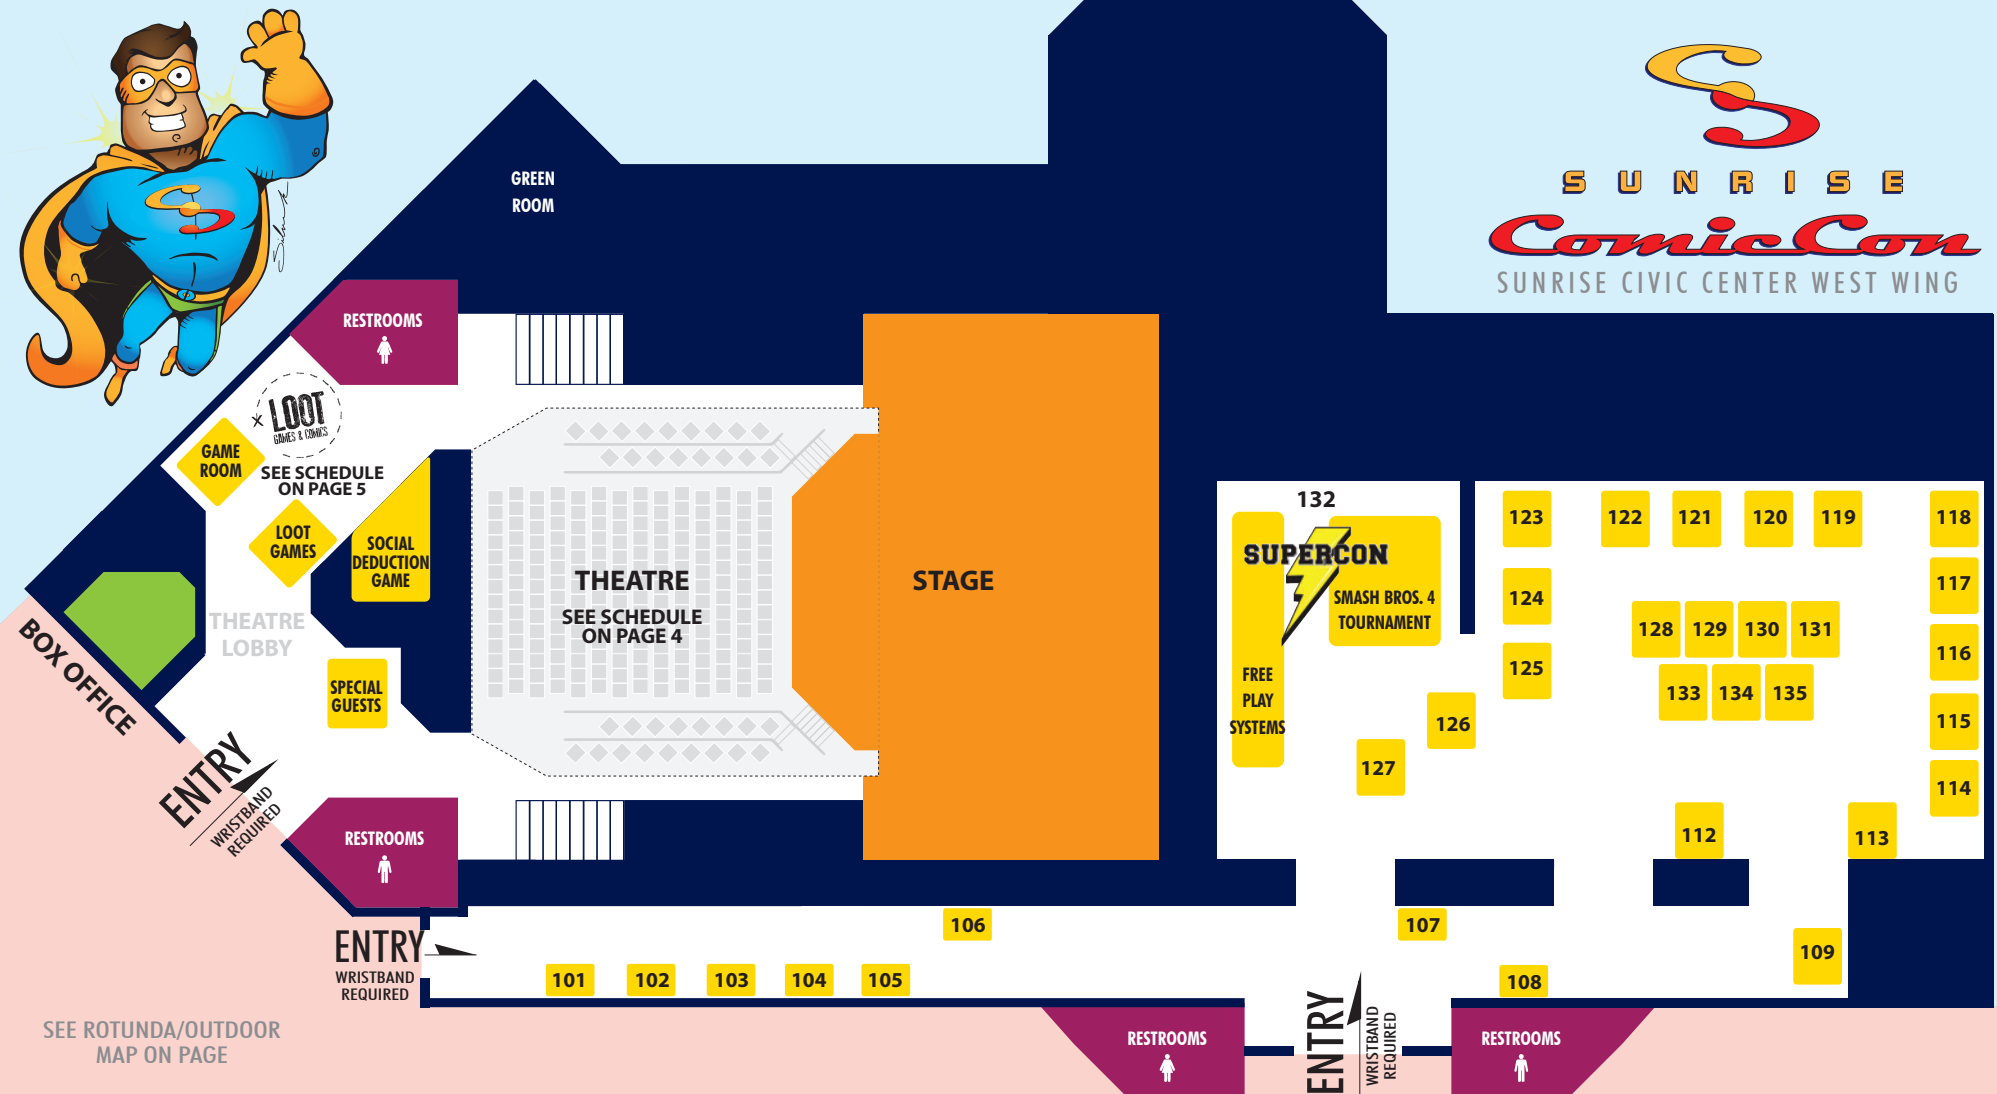 SUNRISE
ComicCon
SUNRISE CIVIC CENTER WEST WING
GREEN
ROOM
RESTROOMS
LOOT
GAMES & COMICS
GAME
ROOM
SEE SCHEDULE
ON PAGE 5
LOOT
GAMES
SOCIAL
DEDUCTION
GAME
THEATRE
LOBBY
BOX OFFICE
SPECIAL
GUESTS
ENTRY
WRISTBAND
REQUIRED
RESTROOMS
THEATRE
SEE SCHEDULE
ON PAGE 4
STAGE
132
SUPERCON
SMASH BROS. 4
TOURNAMENT
FREE
PLAY
SYSTEMS
123
122
121
120
119
118
117
124
128
129
130
131
116
125
133
134
135
115
126
127
114
112
113
ENTRY
WRISTBAND
REQUIRED
106
107
109
101
102
103
104
105
108
SEE ROTUNDA/OUTDOOR
MAP ON PAGE
RESTROOMS
ENTRY
WRISTBAND
REQUIRED
RESTROOMS